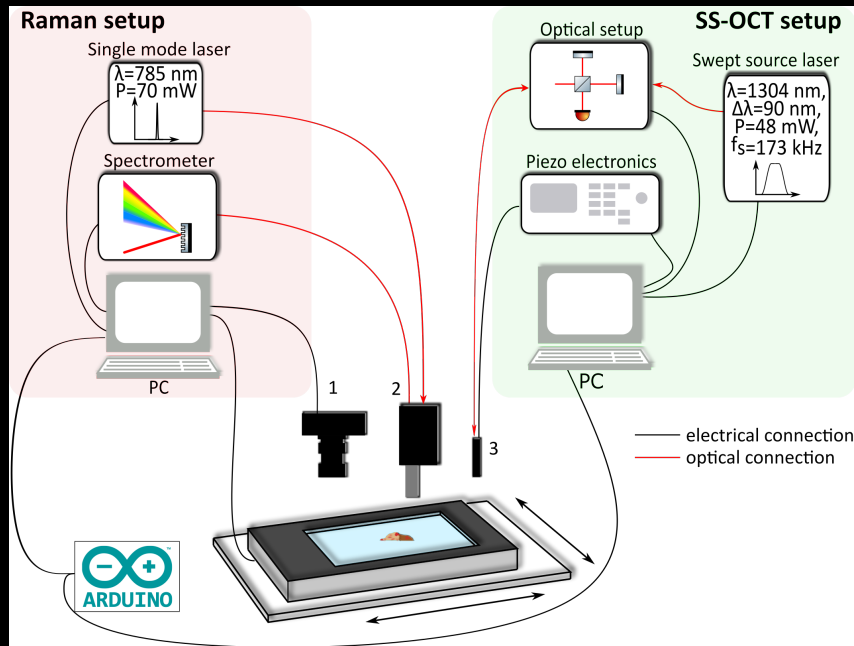 Raman setup
Single mode laser
λ=785 nm
P=70 mW
Spectrometer
PC
SS-OCT setup
Optical setup
Swept source laser
λ=1304 nm,
Δλ=90 nm,
P=48 mW,
fs=173 kHz
Piezo electronics
PC
1
2
3
electrical connection
optical connection
ARDUINO